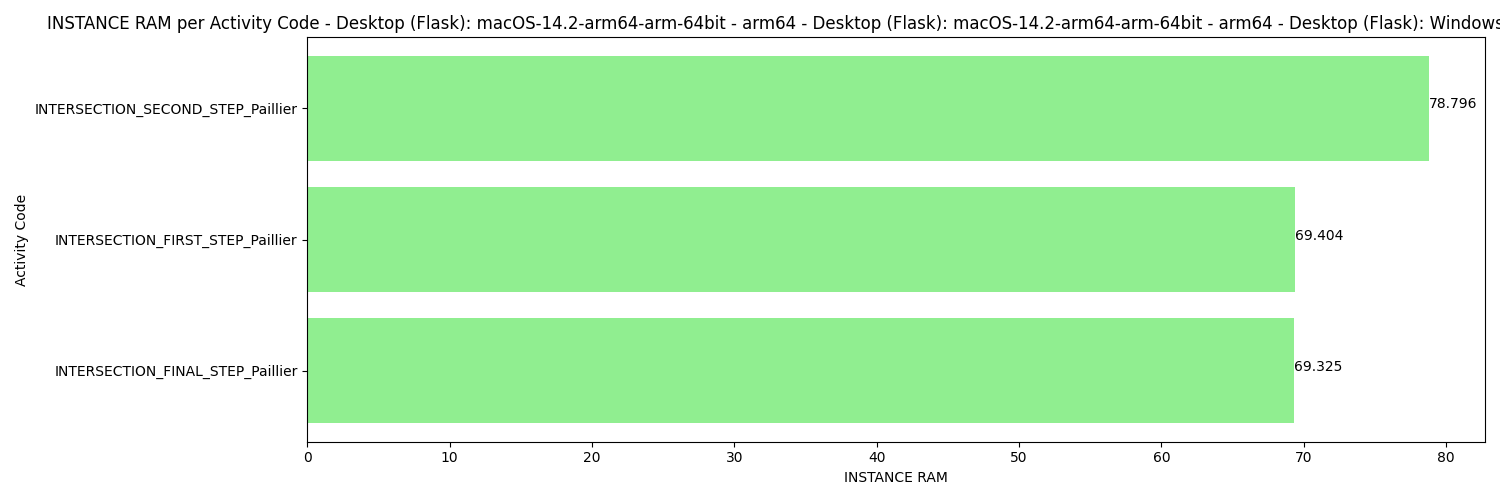 INSTANCE RAM per Activity Code - Desktop (Flask): macOS-14.2-arm64-arm-64bit - arm64 - Desktop (Flask): macOS-14.2-arm64-arm-64bit - arm64 - Desktop (Flask): Windows
INTERSECTION_SECOND_STEP_Paillier
78.796
INTERSECTION_FIRST_STEP_Paillier
69.404
INTERSECTION_FINAL_STEP_Paillier
69.325
Activity Code
0 10 20 30 40 50 60 70 80
INSTANCE RAM